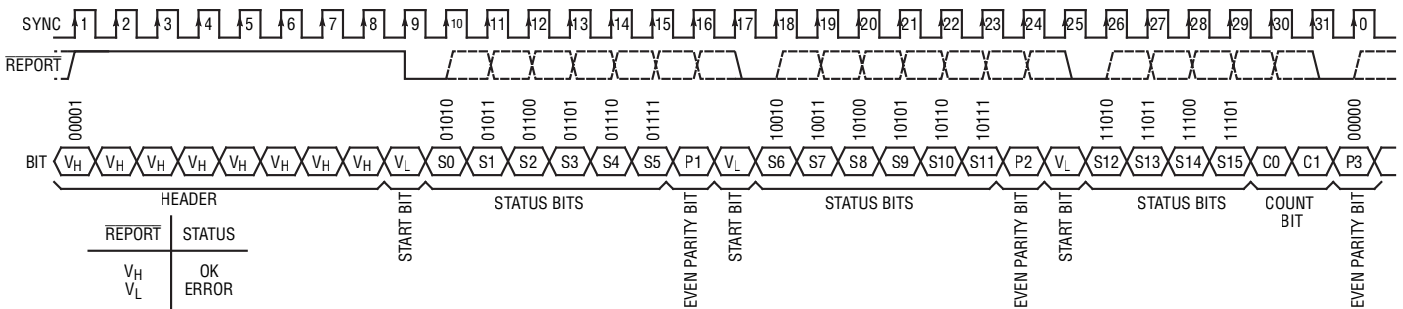 SYNC 1 2 3 4 5 6 7 8 9 10 11 12 13 14 15 16 17 18 19 20 21 22 23 24 25 26 27 28 29 30 31 0
REPORT
00001 01010 01011 01100 01101 01110 01111 10010 10011 10100 10101 10110 10111 11010 11011 11100 11101 00000
BIT VH VH VH VH VH VH VH VH VL S0 S1 S2 S3 S4 S5 P1 VL S6 S7 S8 S9 S10 S11 P2 VL S12 S13 S14 S15 C0 C1 P3
HEADER
START BIT
STATUS BITS
EVEN PARITY BIT
START BIT
STATUS BITS
EVEN PARITY BIT
START BIT
STATUS BITS
COUNT
BIT
EVEN PARITY BIT
REPORT STATUS
VH OK
VL ERROR